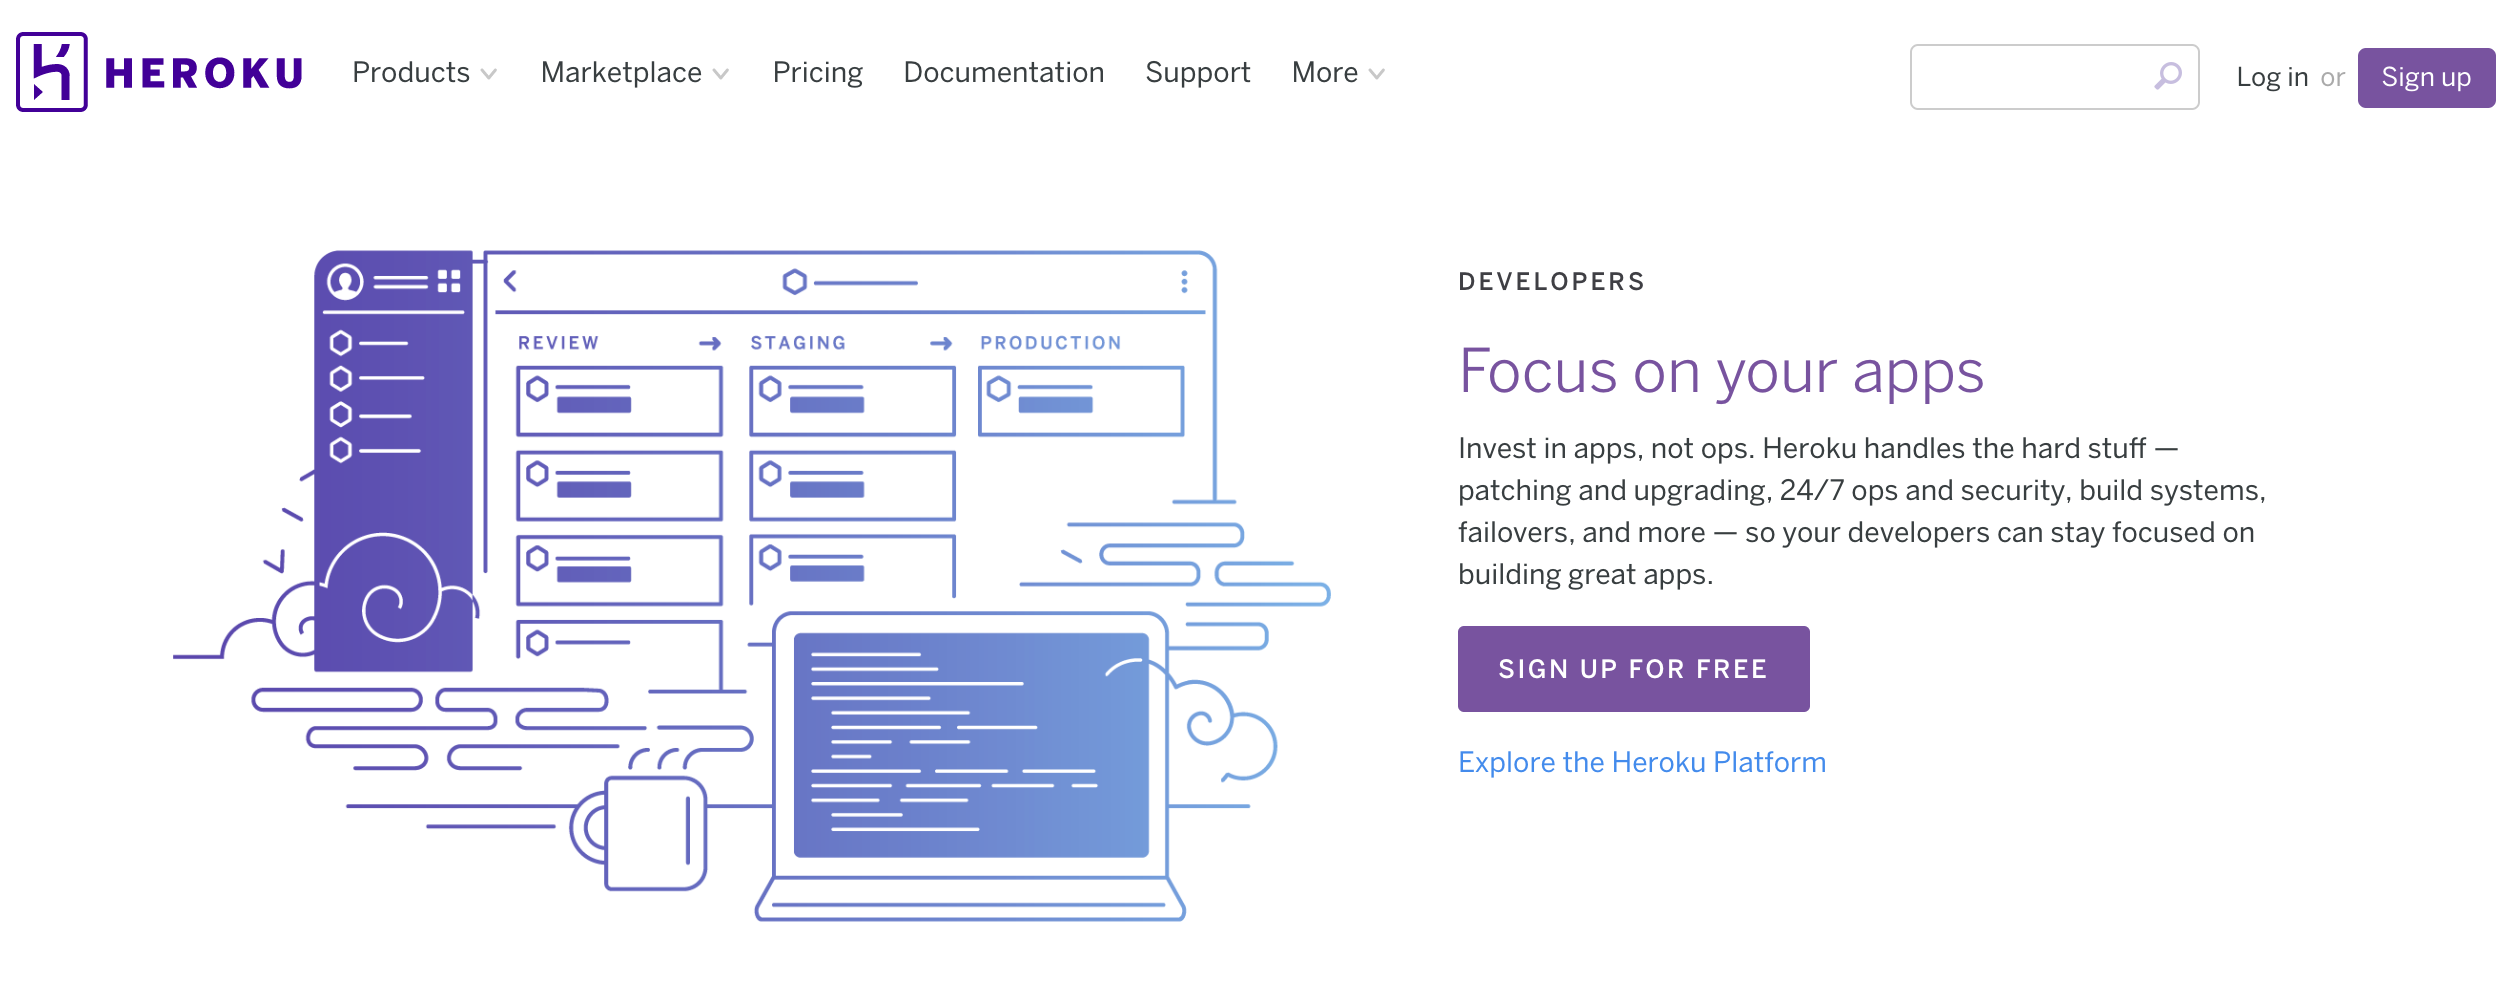 HEROKU Products Marketplace Pricing Documentation Support More Log in or Sign up
REVIEW STAGING PRODUCTION
DEVELOPERS
Focus on your apps
Invest in apps, not ops. Heroku handles the hard stuff —
patching and upgrading, 24/7 ops and security, build systems,
failovers, and more — so your developers can stay focused on
building great apps.
SIGN UP FOR FREE
Explore the Heroku Platform